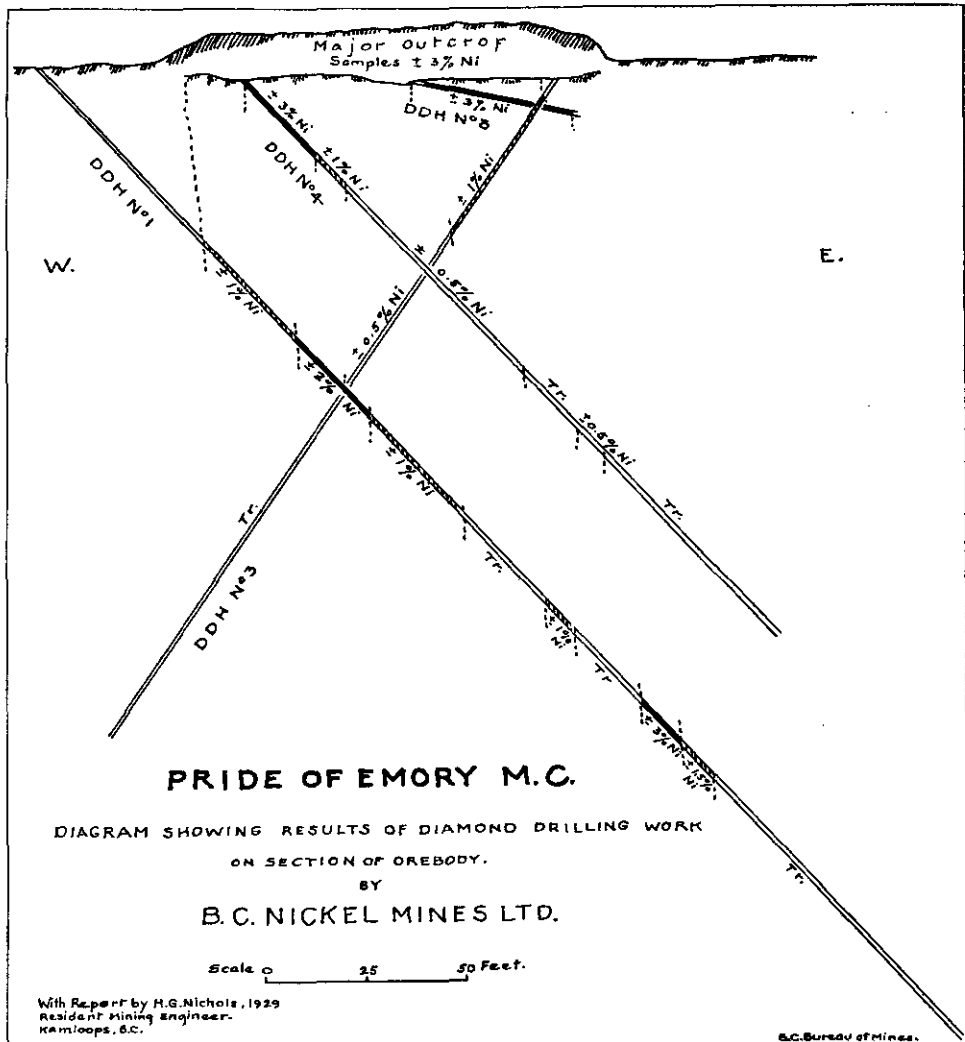 Major Outcrop
Samples ± 3% Ni
± 3% Ni
DDH Nº 8
± 3% Ni
± 1% Ni
DDH Nº 4
± 1% Ni
DDH Nº 1
W.
E.
± 1% Ni
± 0.5% Ni
± 0.5% Ni
± 2% Ni
Tr.
± 0.5% Ni
± 1% Ni
Tr.
Tr.
Tr.
DDH Nº 3
± 1% Ni
Tr
± 3% Ni
± 1.5% Ni
Tr.
PRIDE OF EMORY M.C.
DIAGRAM SHOWING RESULTS OF DIAMOND DRILLING WORK
ON SECTION OF OREBODY.
BY
B.C. NICKEL MINES LTD.
Scale 0 25 50 Feet.
With Report by H.G. Nichols, 1929
Resident Mining Engineer-
Kamloops, B.C.
B.C. Bureau of Mines.